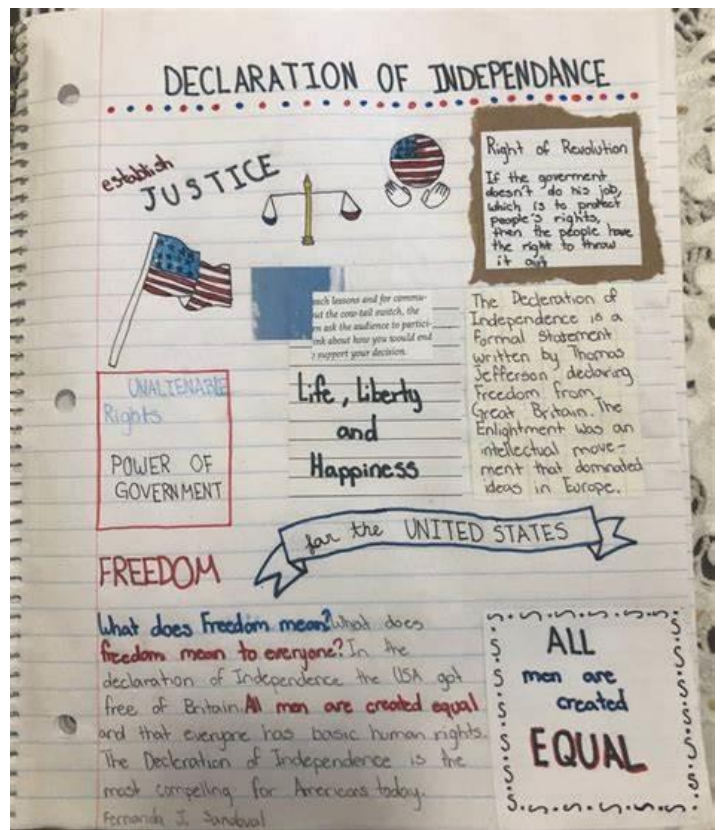 DECLARATION OF INDEPENDANCE
establish
JUSTICE
Right of Revolution
If the goverment
doesn't do his job,
which is to protect
people's rights,
then the people have
the right to throw
it out
ach lessons and for commu-
ut the cow-tail switch, the
n ask the audience to partici-
nk about how you would end
support your decision.
UNALIENABLE
Rights
POWER OF
GOVERNMENT
Life, Liberty
and
Happiness
The Decleration of
Independence is a
Formal Statement
written by Thomas
Jefferson declaring
Freedom from
Great Britain. The
Enlightment was an
intellectual move-
ment that dominated
ideas in Europe.
for the UNITED STATES
FREEDOM
What does Freedom mean? What does
freedom mean to everyone? In the
declaration of Independence the USA got
free of Britain. All men are created equal
and that everyone has basic human rights.
The Decleration of Independence is the
most compelling for Americans today.
Fernanda J. Sandoval
ALL
men are
created
EQUAL